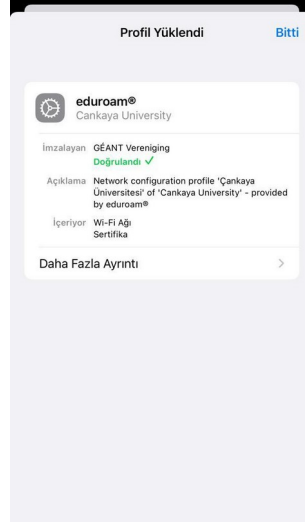 Profil Yüklendi
Bitti
eduroam®
Cankaya University
İmzalayan GÉANT Vereniging
Doğrulandı ✓
Açıklama Network configuration profile 'Çankaya
Üniversitesi' of 'Cankaya University' - provided
by eduroam®
İçeriyor Wi-Fi Ağı
Sertifika
Daha Fazla Ayrıntı